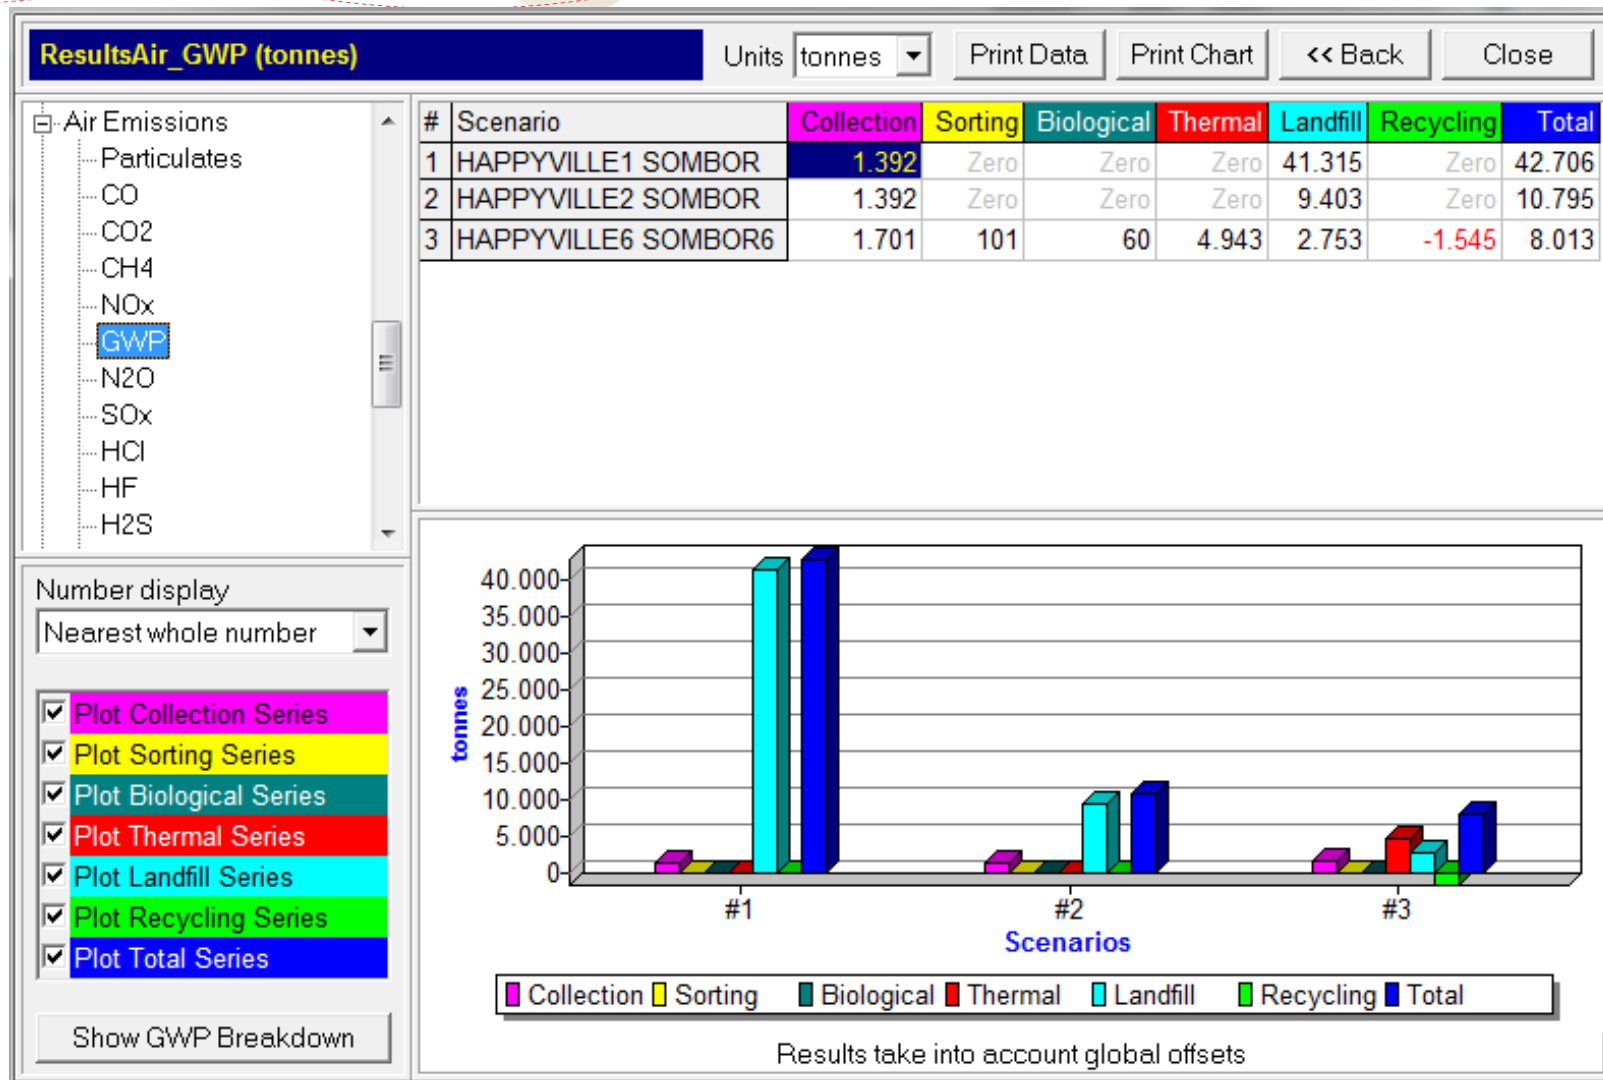 ResultsAir_GWP (tonnes) Units tonnes Print Data Print Chart << Back Close
Air Emissions
Particulates
CO
CO2
CH4
NOx
GWP
N2O
SOx
HCl
HF
H2S
# Scenario Collection Sorting Biological Thermal Landfill Recycling Total
1 HAPPYVILLE1 SOMBOR 1.392 Zero Zero Zero 41.315 Zero 42.706
2 HAPPYVILLE2 SOMBOR 1.392 Zero Zero Zero 9.403 Zero 10.795
3 HAPPYVILLE6 SOMBOR6 1.701 101 60 4.943 2.753 -1.545 8.013
Number display
Nearest whole number
Plot Collection Series
Plot Sorting Series
Plot Biological Series
Plot Thermal Series
Plot Landfill Series
Plot Recycling Series
Plot Total Series
Show GWP Breakdown
tonnes
40.000
35.000
30.000
25.000
20.000
15.000
10.000
5.000
0
#1 #2 #3
Scenarios
Collection Sorting Biological Thermal Landfill Recycling Total
Results take into account global offsets